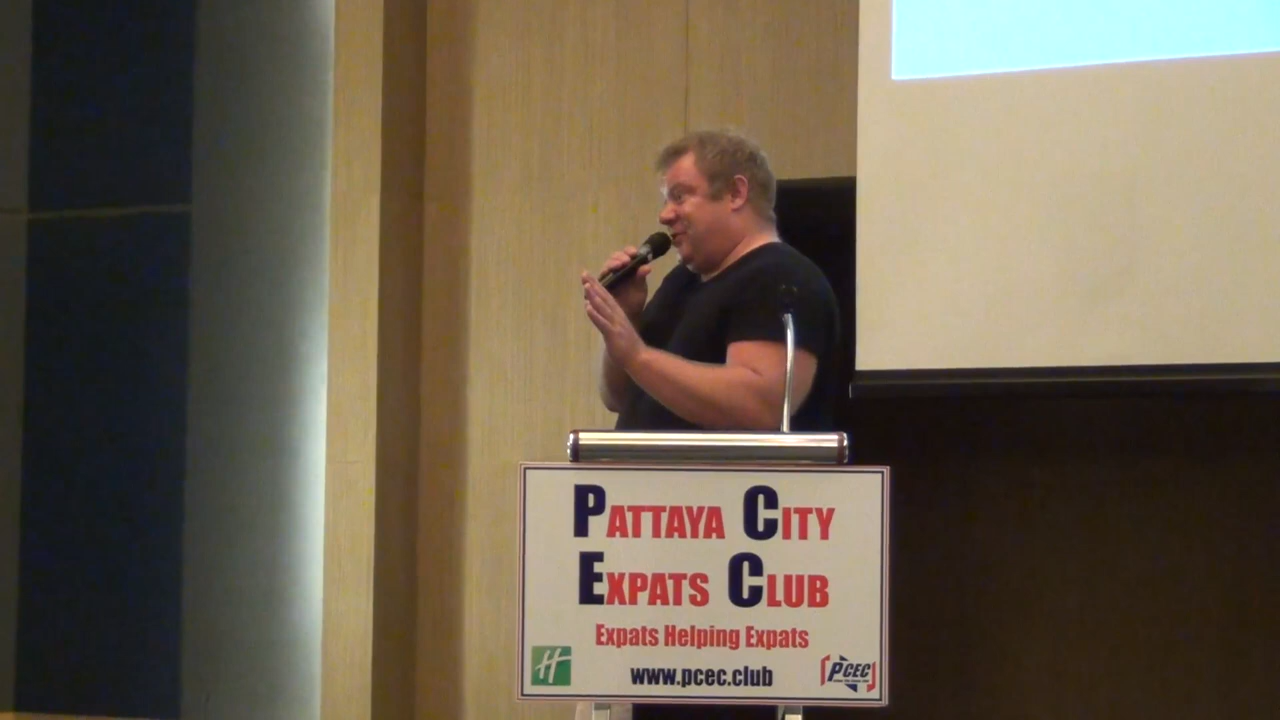 PATTAYA CITY
EXPATS CLUB
Expats Helping Expats
H
www.pcec.club
PCEC